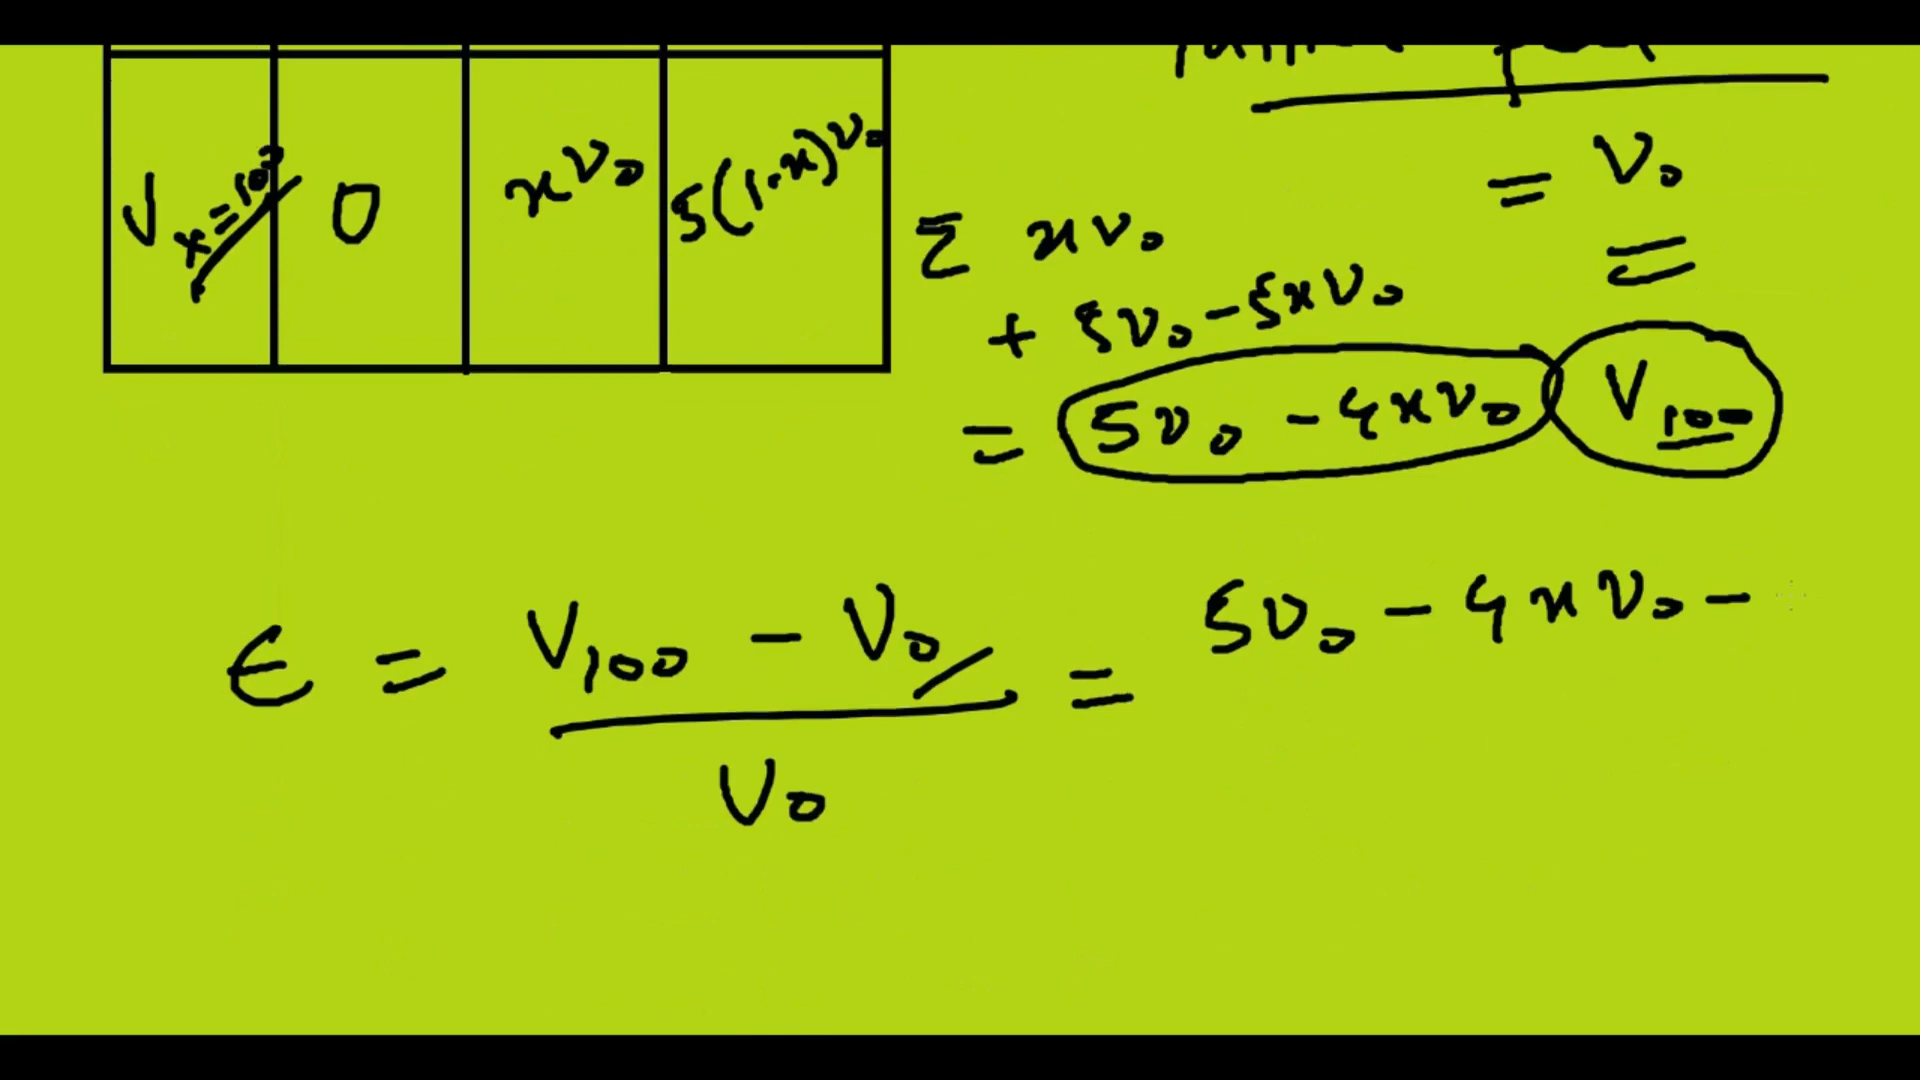 = V₀
V x=100 0 xV₀ 5(1-x)V₀
Σ xV₀
+ 5V₀ - 5xV₀
= 5V₀ - 4xV₀ V₁₀₀
ϵ = V₁₀₀ - V₀ / V₀ = 5V₀ - 4xV₀ -